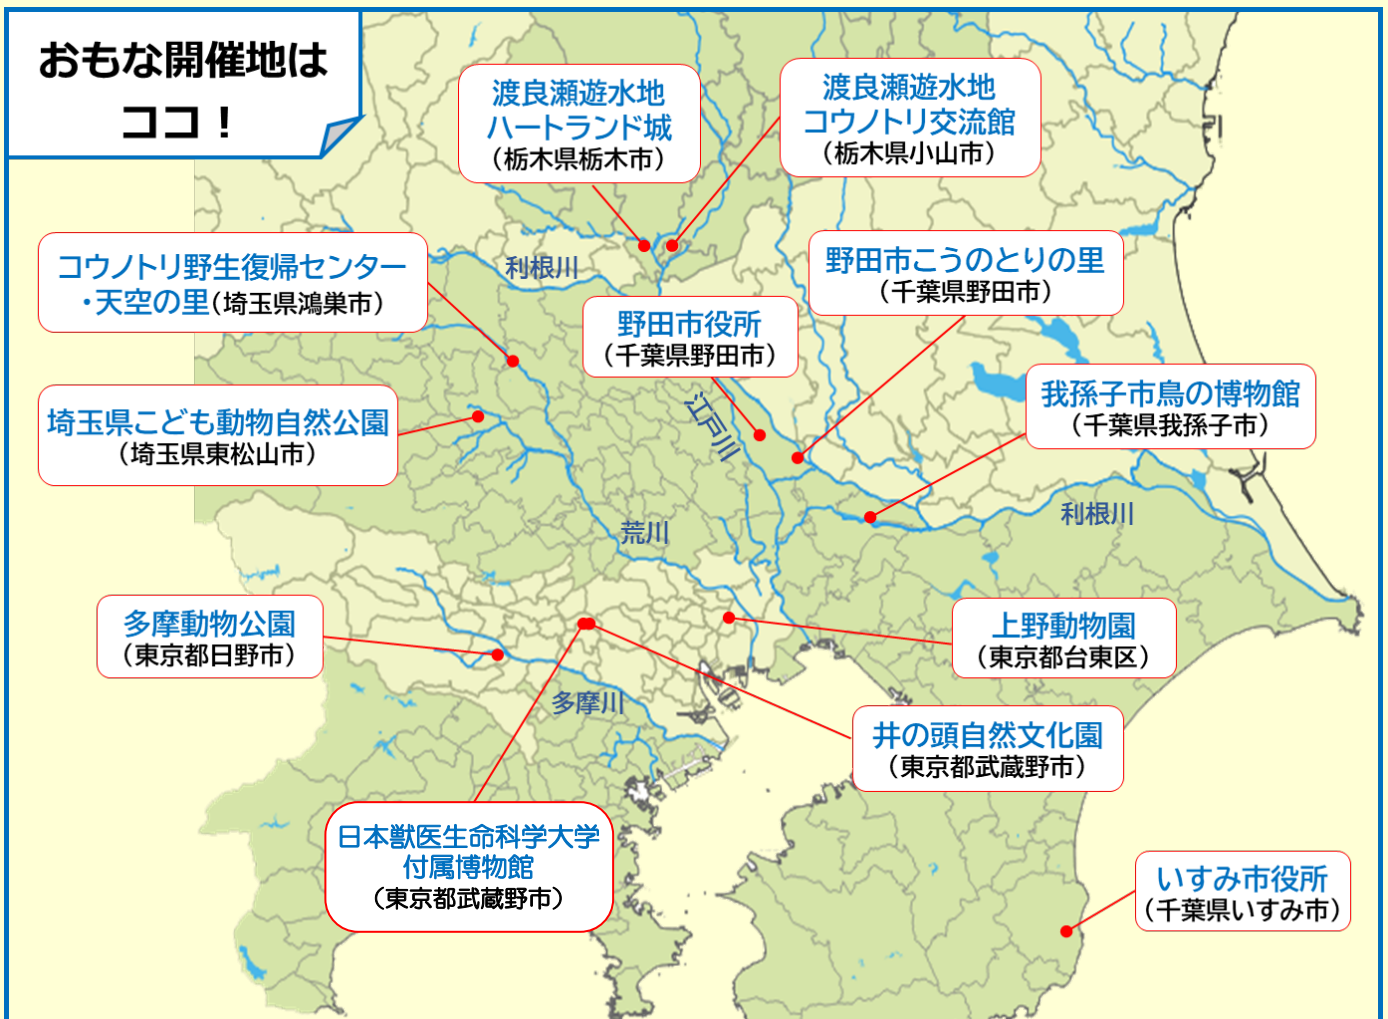 おもな開催地は
ココ！
渡良瀬遊水地
ハートランド城
（栃木県栃木市）
渡良瀬遊水地
コウノトリ交流館
（栃木県小山市）
コウノトリ野生復帰センター
・天空の里（埼玉県鴻巣市）
利根川
野田市こうのとりの里
（千葉県野田市）
野田市役所
（千葉県野田市）
埼玉県こども動物自然公園
（埼玉県東松山市）
江戸川
我孫子市鳥の博物館
（千葉県我孫子市）
荒川
利根川
多摩動物公園
（東京都日野市）
上野動物園
（東京都台東区）
多摩川
井の頭自然文化園
（東京都武蔵野市）
日本獣医生命科学大学
付属博物館
（東京都武蔵野市）
いすみ市役所
（千葉県いすみ市）